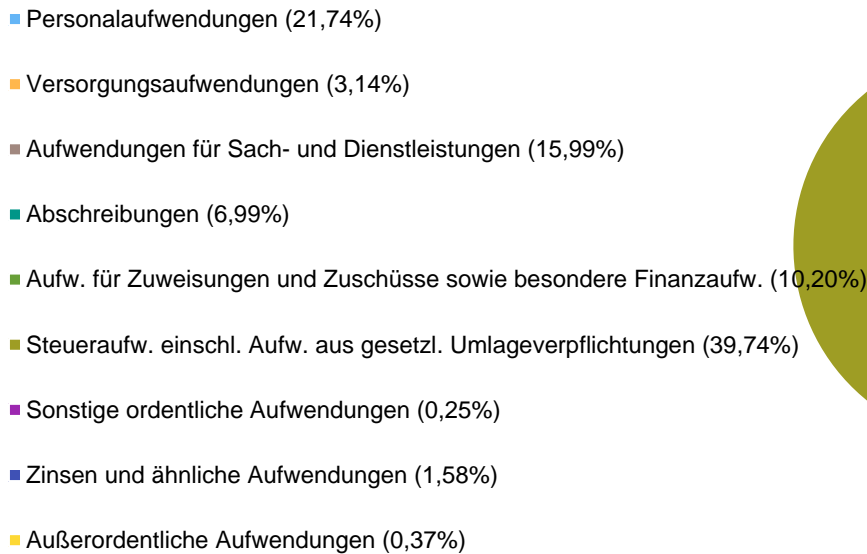 Personalaufwendungen (21,74%)
Versorgungsaufwendungen (3,14%)
Aufwendungen für Sach- und Dienstleistungen (15,99%)
Abschreibungen (6,99%)
Aufw. für Zuweisungen und Zuschüsse sowie besondere Finanzaufw. (10,20%)
Steueraufw. einschl. Aufw. aus gesetzl. Umlageverpflichtungen (39,74%)
Sonstige ordentliche Aufwendungen (0,25%)
Zinsen und ähnliche Aufwendungen (1,58%)
Außerordentliche Aufwendungen (0,37%)